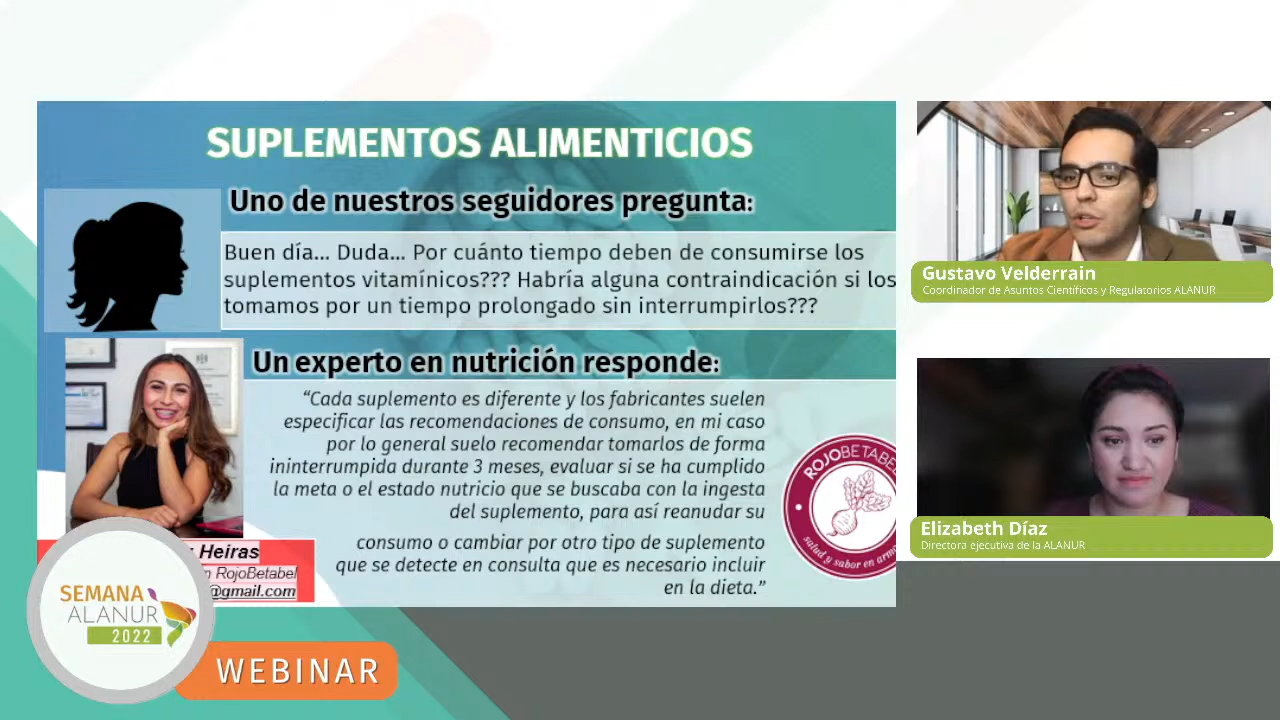 SUPLEMENTOS ALIMENTICIOS
Uno de nuestros seguidores pregunta:
Buen día... Duda... Por cuánto tiempo deben de consumirse los
suplementos vitamínicos??? Habría alguna contraindicación si los
tomamos por un tiempo prolongado sin interrumpirlos???
Un experto en nutrición responde:
“Cada suplemento es diferente y los fabricantes suelen
especificar las recomendaciones de consumo, en mi caso
por lo general suelo recomendar tomarlos de forma
ininterrumpida durante 3 meses, evaluar si se ha cumplido
la meta o el estado nutricio que se buscaba con la ingesta
del suplemento, para así reanudar su
consumo o cambiar por otro tipo de suplemento
que se detecte en consulta que es necesario incluir
en la dieta.”
ROJOBETABEL
salud y sabor en
Heiras
RojoBetabel
@gmail.com
SEMANA
ALANUR
2022
WEBINAR
Gustavo Velderrain
Coordinador de Asuntos Científicos y Regulatorios ALANUR
Elizabeth Díaz
Directora ejecutiva de la ALANUR